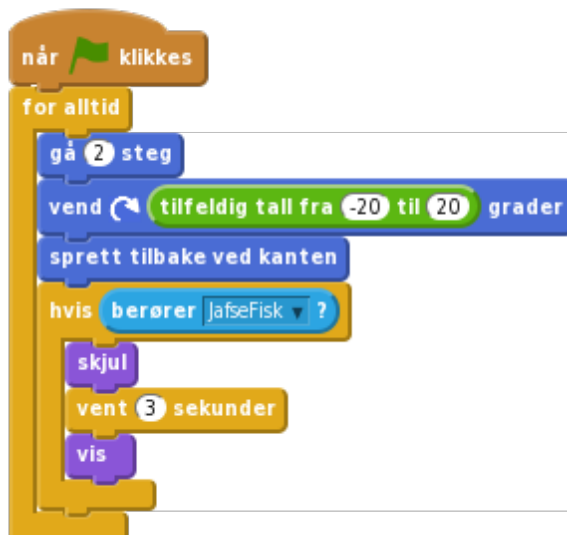 når klikkes
for alltid
gå 2 steg
vend tilfeldig tall fra -20 til 20 grader
sprett tilbake ved kanten
hvis berører JafseFisk ?
skjul
vent 3 sekunder
vis